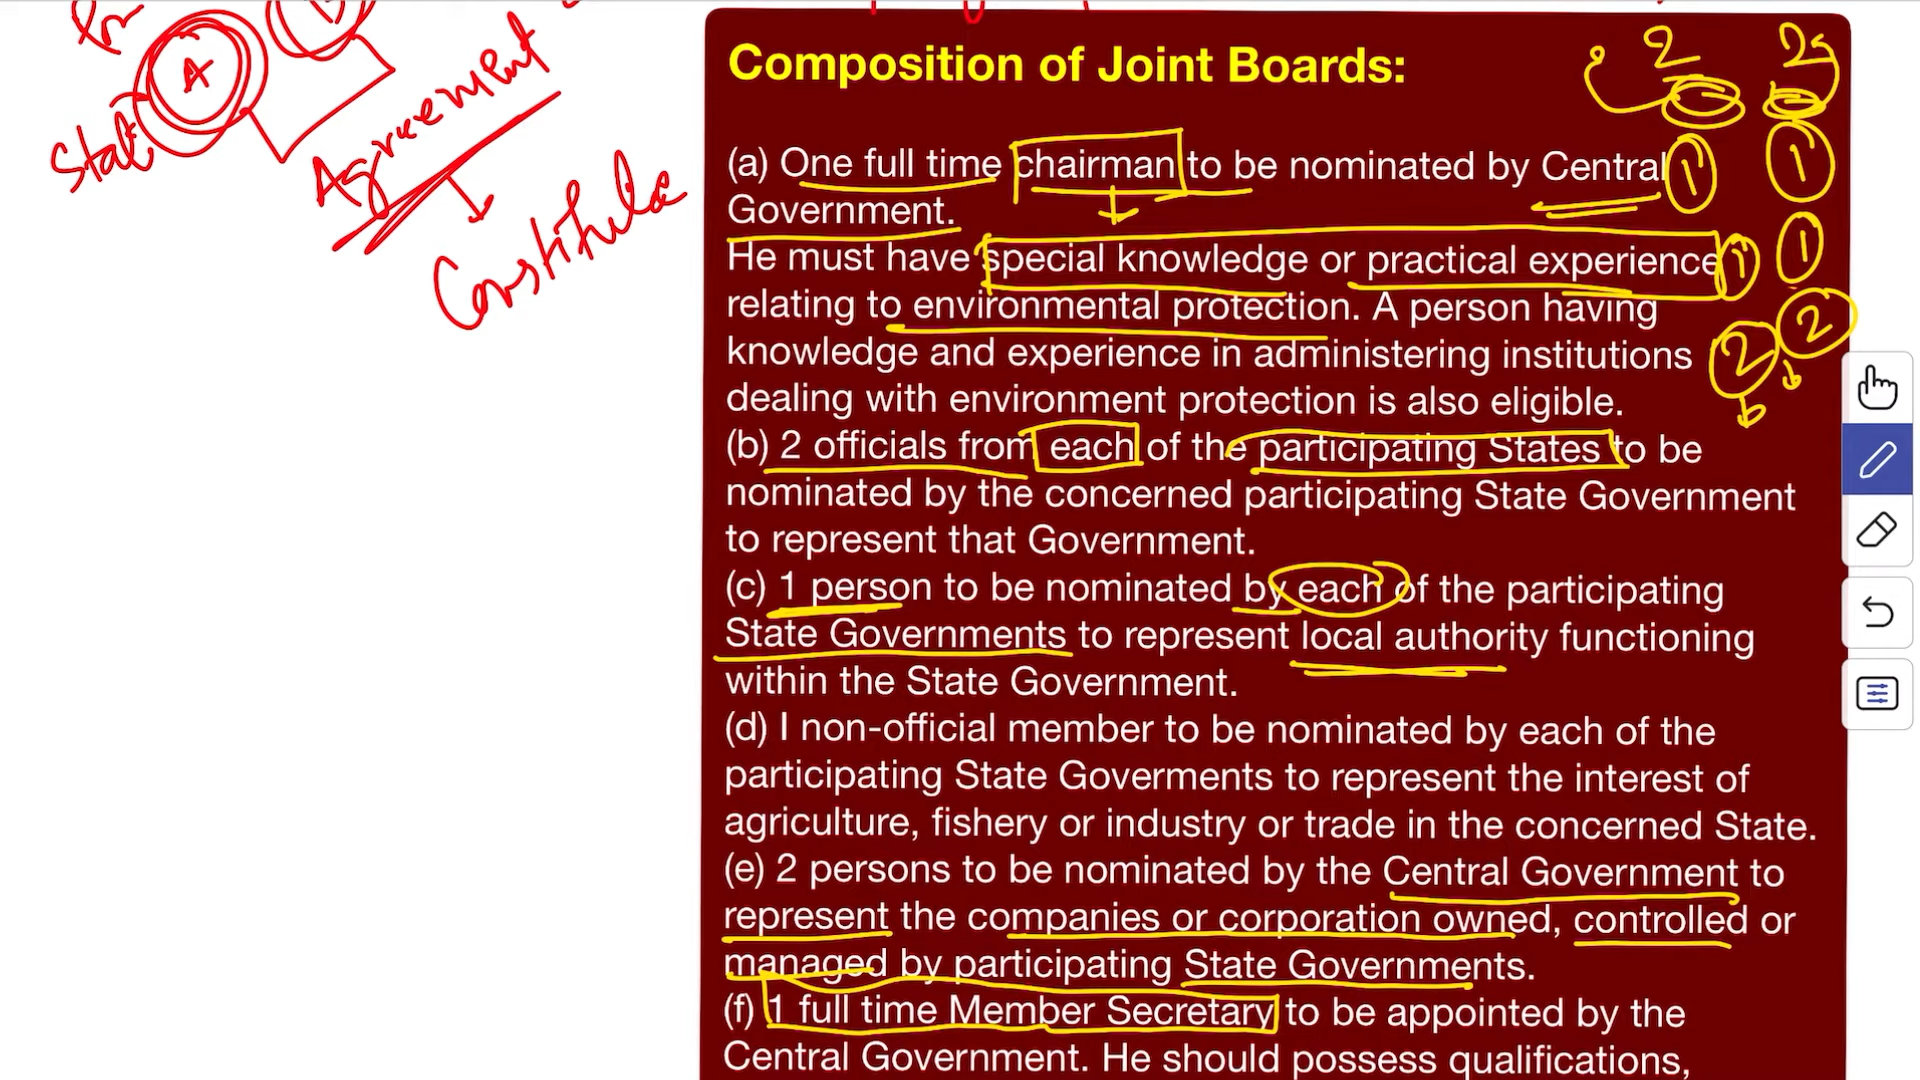 A
State
Agreement
Constitute
2 2
Composition of Joint Boards:
(a) One full time chairman to be nominated by Central 1 1
Government.
He must have special knowledge or practical experience 1 1
relating to environmental protection. A person having
2
knowledge and experience in administering institutions 2
dealing with environment protection is also eligible.
(b) 2 officials from each of the participating States to be
nominated by the concerned participating State Government
to represent that Government.
(c) 1 person to be nominated by each of the participating
State Governments to represent local authority functioning
within the State Government.
(d) I non-official member to be nominated by each of the
participating State Goverments to represent the interest of
agriculture, fishery or industry or trade in the concerned State.
(e) 2 persons to be nominated by the Central Government to
represent the companies or corporation owned, controlled or
managed by participating State Governments.
(f) 1 full time Member Secretary to be appointed by the
Central Government. He should possess qualifications,